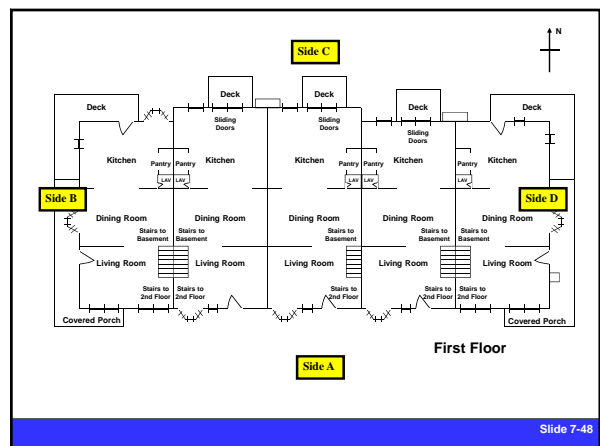 Side C
N
Deck
Deck
Deck
Deck
Deck
Sliding
Doors
Sliding
Doors
Sliding
Doors
Kitchen
Kitchen
Kitchen
Kitchen
Kitchen
Pantry
Pantry
Pantry
Pantry
Pantry
LAV
LAV
LAV
LAV
LAV
Side B
Side D
Dining Room
Dining Room
Dining Room
Dining Room
Dining Room
Stairs to
Basement
Stairs to
Basement
Stairs to
Basement
Stairs to
Basement
Stairs to
Basement
Living Room
Living Room
Living Room
Living Room
Living Room
Stairs to
2nd Floor
Stairs to
2nd Floor
Stairs to
2nd Floor
Stairs to
2nd Floor
Stairs to
2nd Floor
Covered Porch
Covered Porch
First Floor
Side A
Slide 7-48